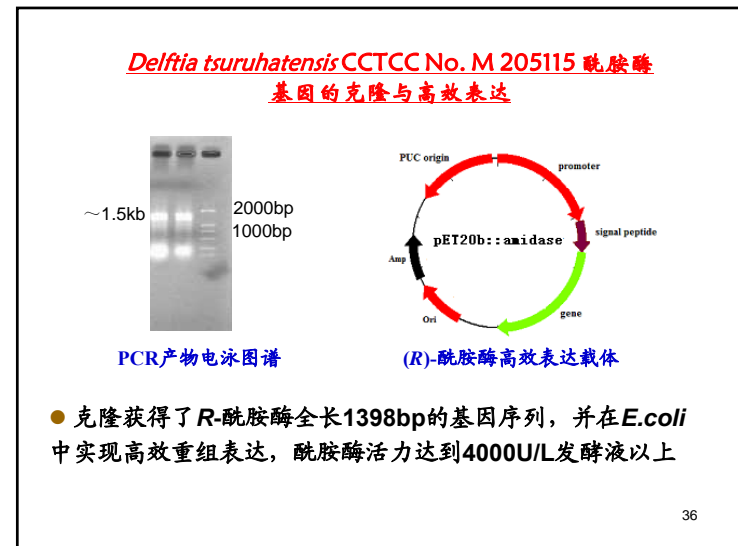 Delftia tsuruhatensis CCTCC No. M 205115 酰胺酶
基因的克隆与高效表达
~1.5kb
2000bp
1000bp
PUC origin
promoter
signal peptide
pET20b::amidase
Amp
Ori
gene
PCR产物电泳图谱
(R)-酰胺酶高效表达载体
● 克隆获得了R-酰胺酶全长1398bp的基因序列，并在E.coli
中实现高效重组表达，酰胺酶活力达到4000U/L发酵液以上
36